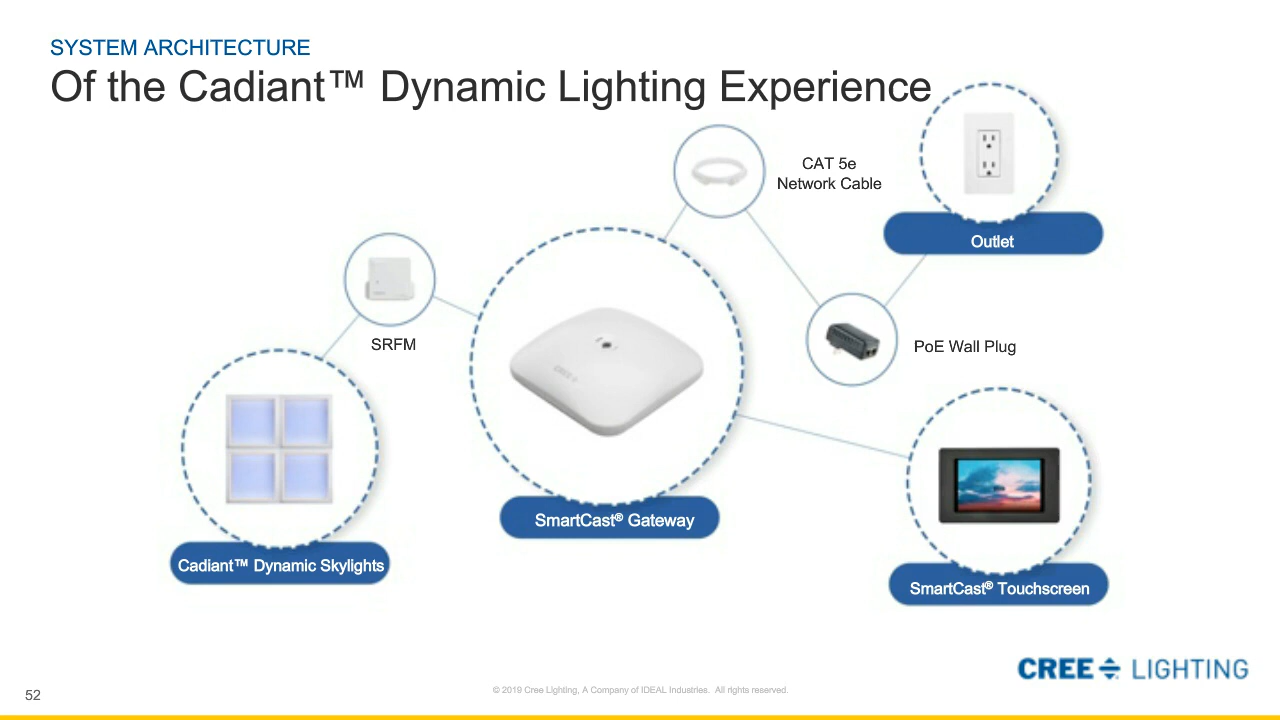 SYSTEM ARCHITECTURE
Of the Cadiant™ Dynamic Lighting Experience
CAT 5e
Network Cable
Outlet
SRFM
PoE Wall Plug
CREE
SmartCast® Gateway
Cadiant™ Dynamic Skylights
SmartCast® Touchscreen
CREE LIGHTING
52
© 2019 Cree Lighting, A Company of IDEAL Industries. All rights reserved.